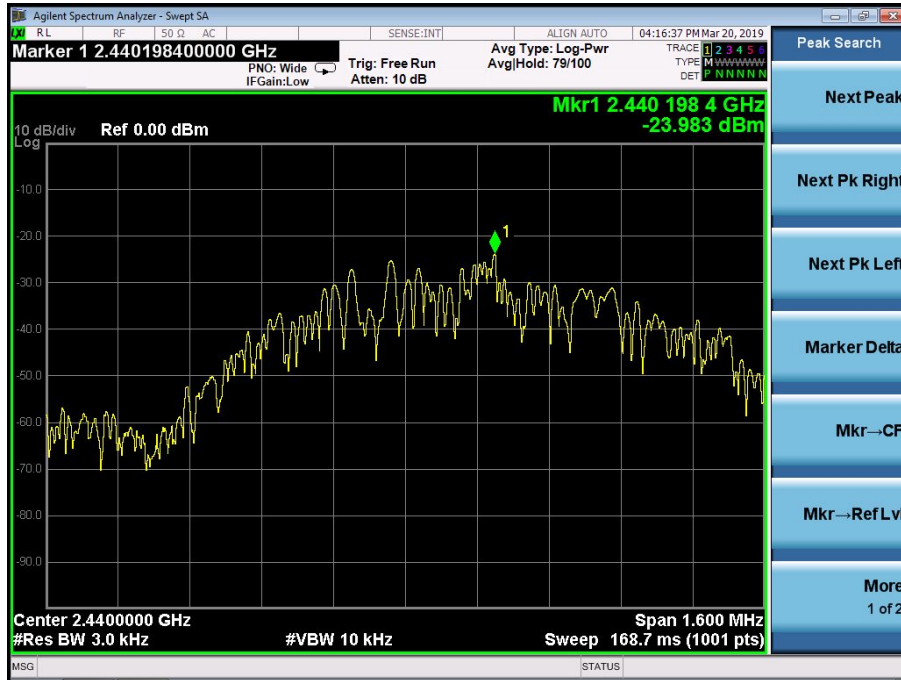 Agilent Spectrum Analyzer - Swept SA
LXI RL RF 50 Ω AC SENSE:INT ALIGN AUTO 04:16:37 PM Mar 20, 2019
Marker 1 2.440198400000 GHz
PNO: Wide
IFGain:Low
Trig: Free Run
Atten: 10 dB
Avg Type: Log-Pwr
Avg|Hold: 79/100
TRACE 1 2 3 4 5 6
TYPE M WWWWW
DET P N N N N N
Peak Search
Mkr1 2.440 198 4 GHz
-23.983 dBm
10 dB/div Ref 0.00 dBm
Log
-10.0
-20.0
-30.0
-40.0
-50.0
-60.0
-70.0
-80.0
-90.0
1
Center 2.4400000 GHz
Span 1.600 MHz
#Res BW 3.0 kHz
#VBW 10 kHz
Sweep 168.7 ms (1001 pts)
MSG
STATUS
Next Peak
Next Pk Right
Next Pk Left
Marker Delta
Mkr→CF
Mkr→Ref Lvl
More
1 of 2